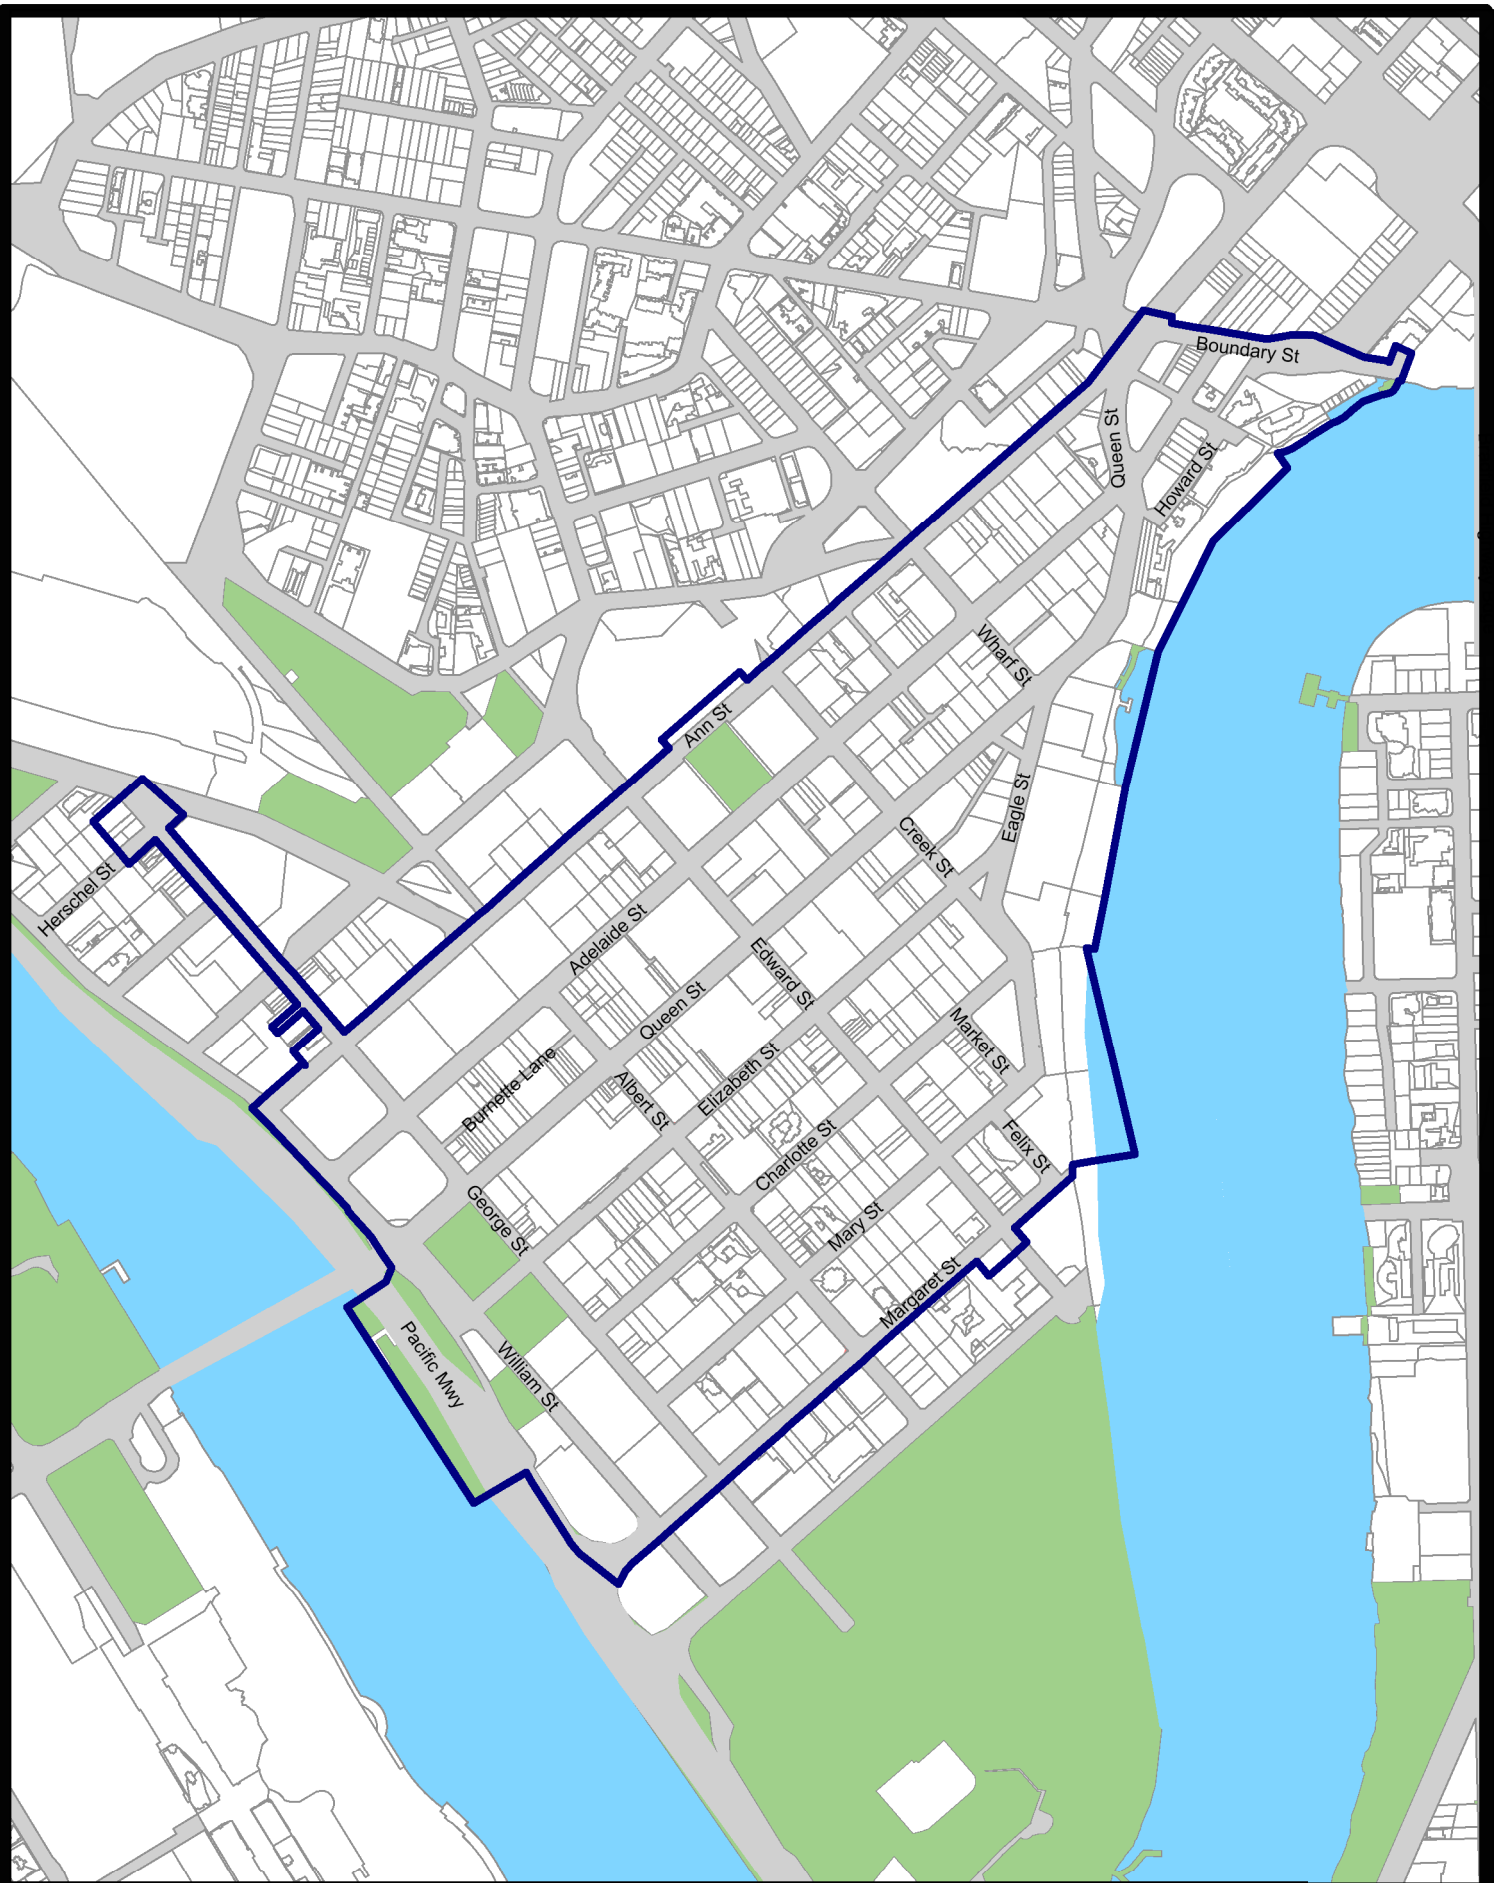 Boundary St
Queen St
Howard St
Wharf St
Ann St
Eagle St
Creek St
Herschel St
Adelaide St
Edward St
Queen St
Market St
Burnette Lane
Albert St
Elizabeth St
Charlotte St
Felix St
George St
Mary St
Margaret St
Pacific Mwy
William St